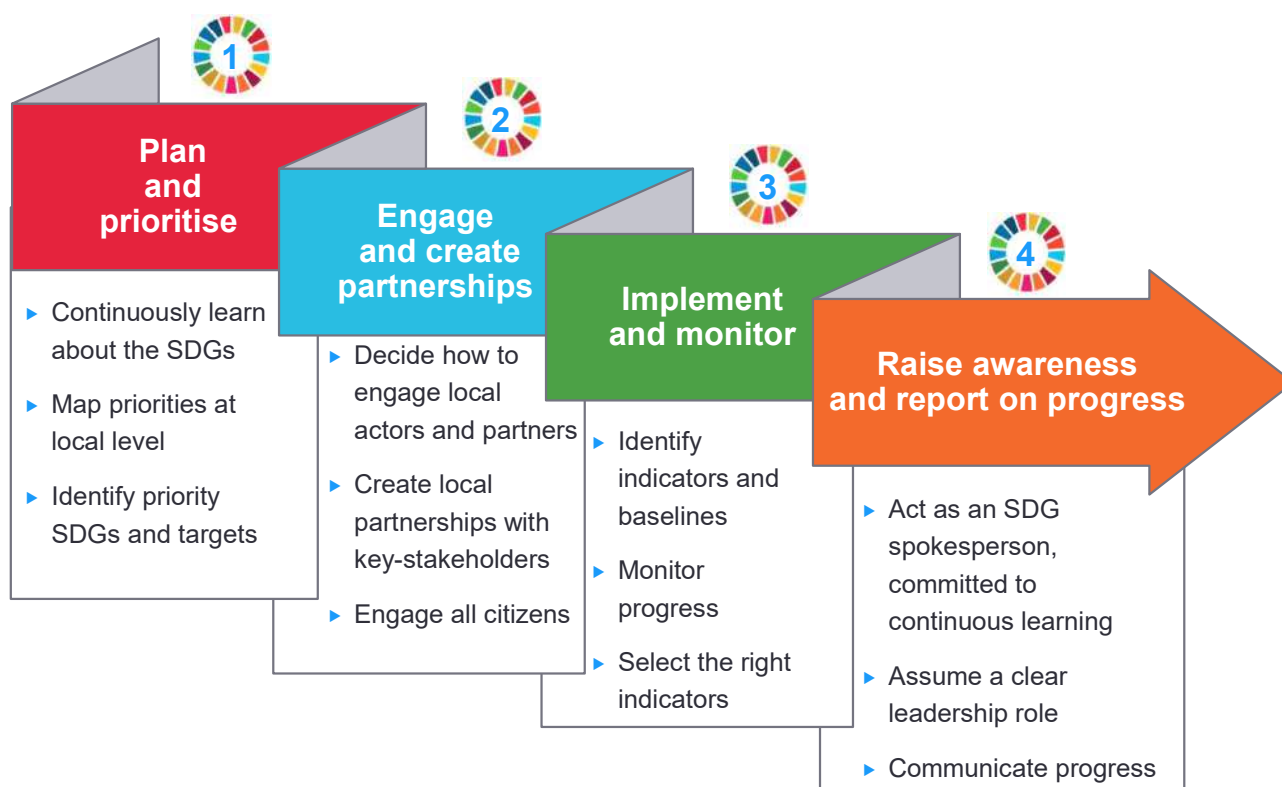 1
Plan
and
prioritise
Continuously learn
about the SDGs
Map priorities at
local level
Identify priority
SDGs and targets
2
Engage
and create
partnerships
Decide how to
engage local
actors and partners
Create local
partnerships with
key-stakeholders
Engage all citizens
3
Implement
and monitor
Identify
indicators and
baselines
Monitor
progress
Select the right
indicators
4
Raise awareness
and report on progress
Act as an SDG
spokesperson,
committed to
continuous learning
Assume a clear
leadership role
Communicate progress